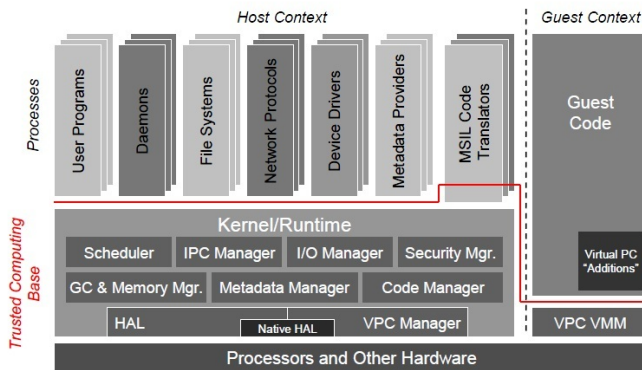 Host Context
Guest Context
Processes
User Programs
Daemons
File Systems
Network Protocols
Device Drivers
Metadata Providers
MSIL Code
Translators
Guest
Code
Virtual PC
"Additions"
Trusted Computing
Base
Kernel/Runtime
Scheduler
IPC Manager
I/O Manager
Security Mgr.
GC & Memory Mgr.
Metadata Manager
Code Manager
HAL
Native HAL
VPC Manager
VPC VMM
Processors and Other Hardware